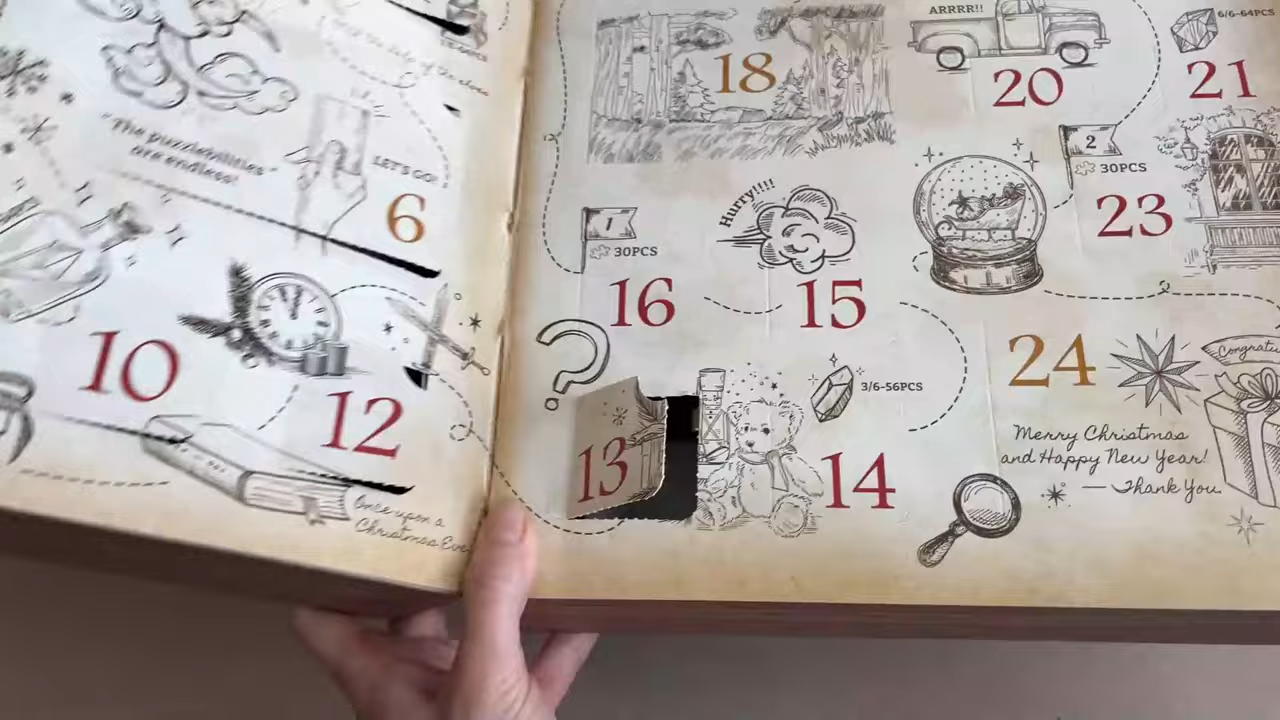 "The puzzlebilities
are endless"
LET'S GO!
6
10
12
Once upon a
Christmas Eve
18
ARRRR!!
20
6/6-64PCS
21
1
30PCS
16
Hurry!!!!
15
2
30PCS
23
13
3/6-56PCS
14
24
Merry Christmas
and Happy New Year!
— Thank You